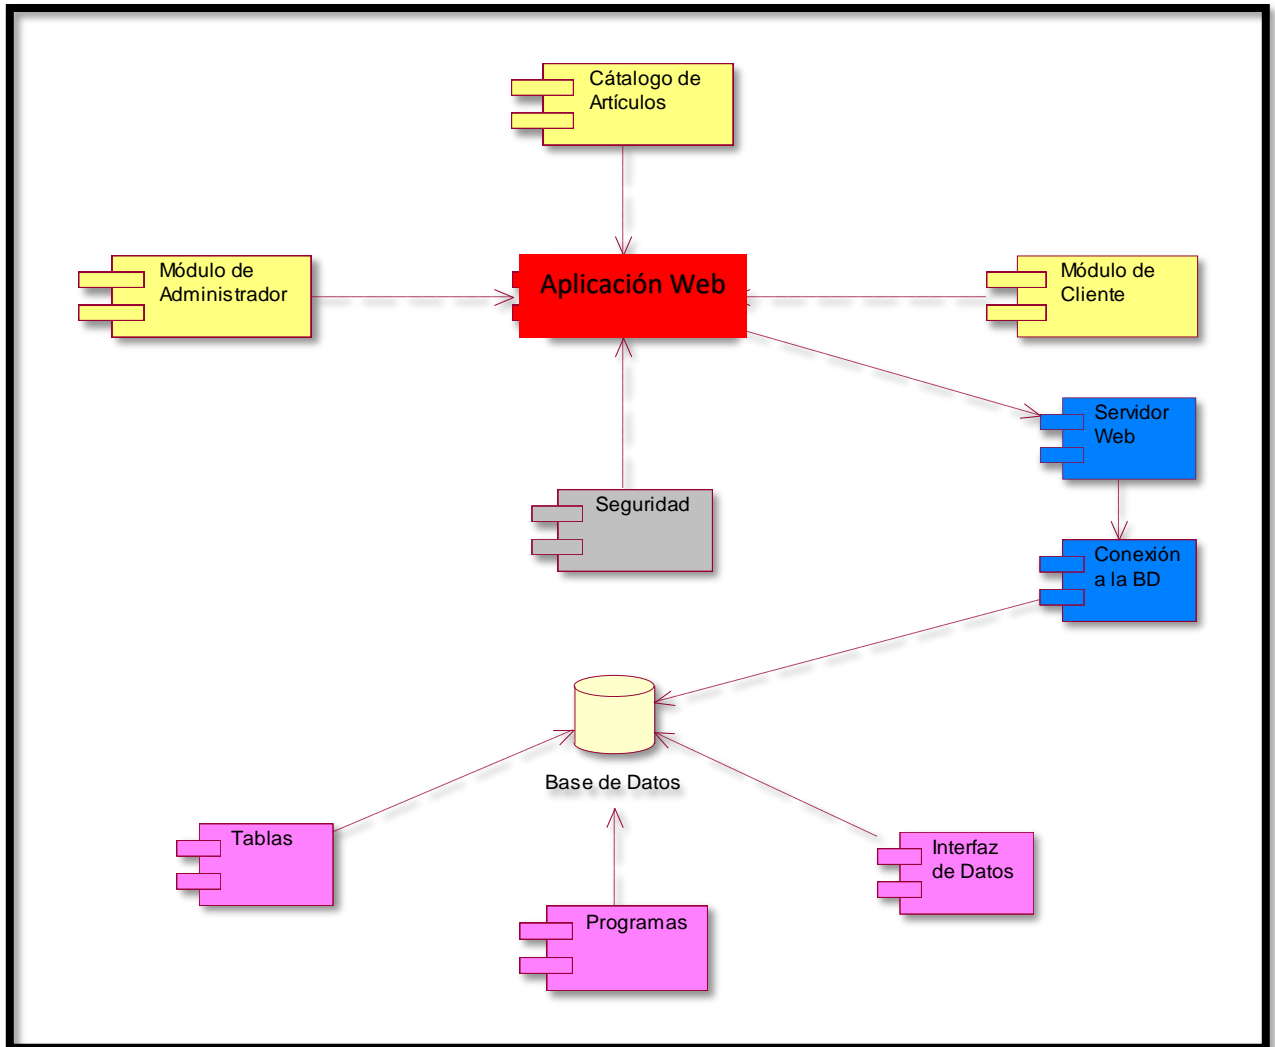 Cátalogo de
Artículos
Módulo de
Administrador
Aplicación Web
Módulo de
Cliente
Servidor
Web
Seguridad
Conexión
a la BD
Base de Datos
Tablas
Interfaz
de Datos
Programas